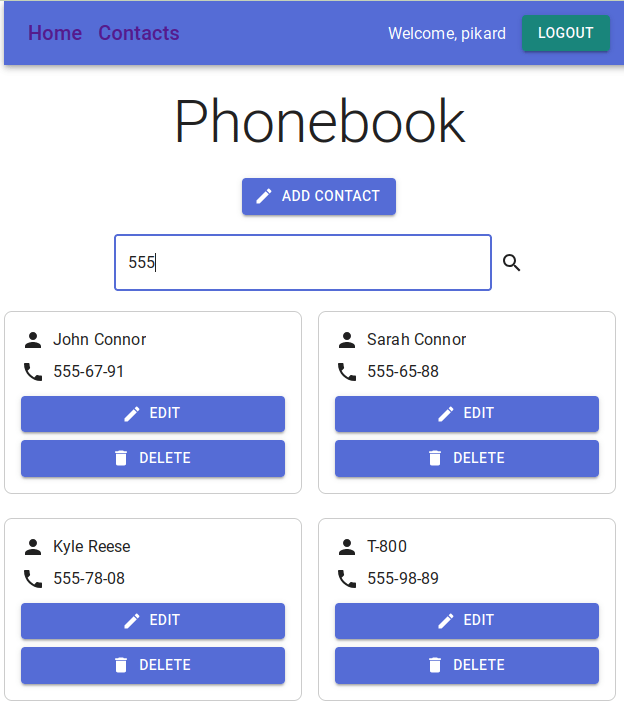 Home Contacts Welcome, pikard LOGOUT
Phonebook
ADD CONTACT
555
John Connor
555-67-91
EDIT
DELETE
Sarah Connor
555-65-88
EDIT
DELETE
Kyle Reese
555-78-08
EDIT
DELETE
T-800
555-98-89
EDIT
DELETE